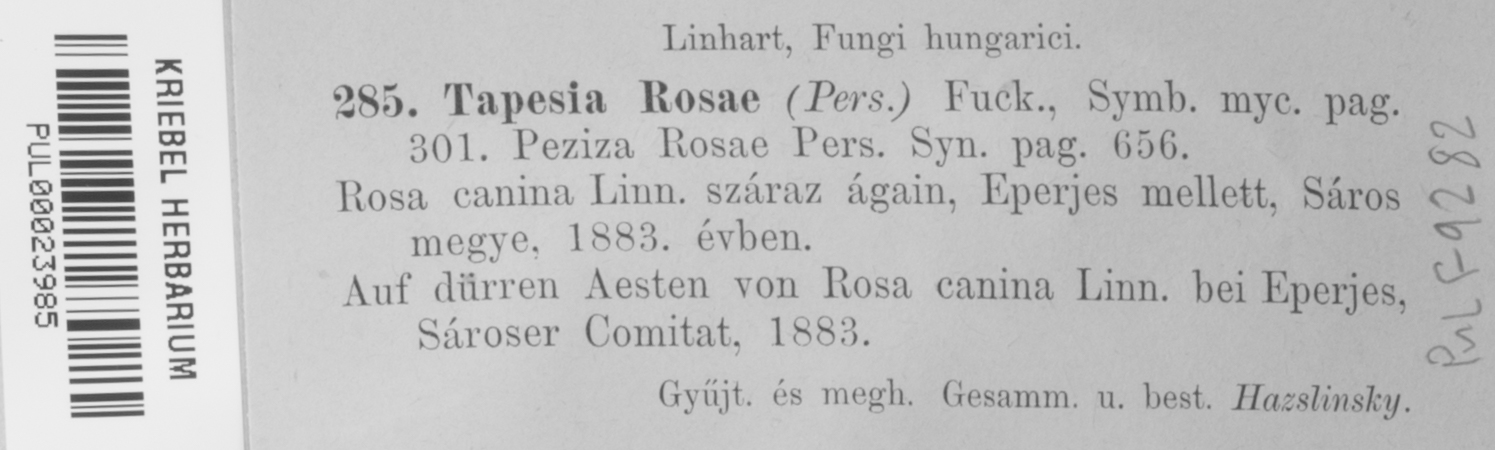 KRIEBEL HERBARIUM
PUL00023985
Linhart, Fungi hungarici.
285. Tapesia Rosae (Pers.) Fuck., Symb. myc. pag.
301. Peziza Rosae Pers. Syn. pag. 656.
Rosa canina Linn. száraz ágain, Eperjes mellett, Sáros
megye, 1883. évben.
Auf dürren Aesten von Rosa canina Linn. bei Eperjes,
Sároser Comitat, 1883.
Gyűjt. és megh. Gesamm. u. best. Hazslinsky.
PUL F9282